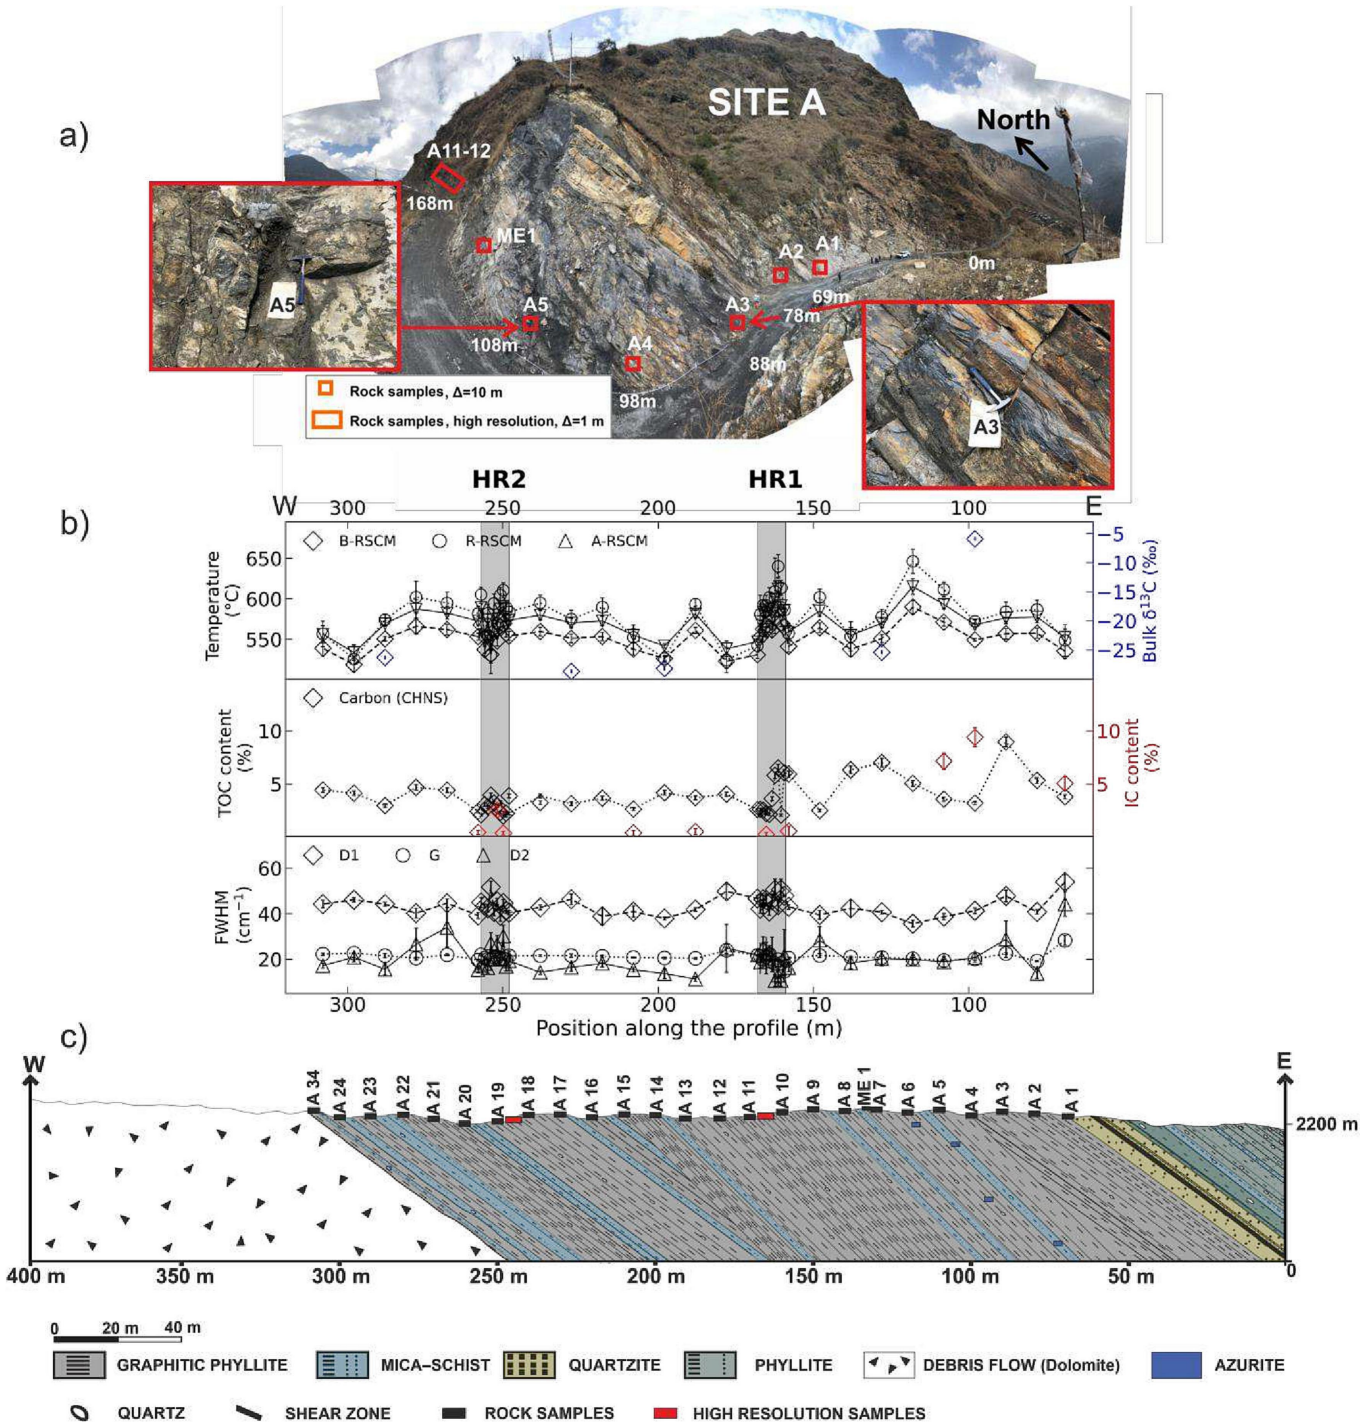 a)
SITE A
North
A11-12
168m
ME1
A2
A1
0m
A5
A5
108m
A3
69m
78m
A4
88m
98m
A3
Rock samples, Δ=10 m
Rock samples, high resolution, Δ=1 m
HR2
HR1
b)
W
300
250
200
150
100
E
B-RSCM
R-RSCM
A-RSCM
650
600
550
Temperature
(°C)
−5
−10
−15
−20
−25
Bulk δ¹³C (‰)
Carbon (CHNS)
10
5
TOC content
(%)
10
5
IC content
(%)
D1
G
D2
60
40
20
FWHM
(cm⁻¹)
300
250
200
150
100
Position along the profile (m)
c)
W
E
A 34
A 24
A 23
A 22
A 21
A 20
A 19
A 18
A 17
A 16
A 15
A 14
A 13
A 12
A 11
A 10
A 9
A 8
ME 1
A 7
A 6
A 5
A 4
A 3
A 2
A 1
2200 m
400 m
350 m
300 m
250 m
200 m
150 m
100 m
50 m
0
0
20 m
40 m
GRAPHITIC PHYLLITE
MICA–SCHIST
QUARTZITE
PHYLLITE
DEBRIS FLOW (Dolomite)
AZURITE
QUARTZ
SHEAR ZONE
ROCK SAMPLES
HIGH RESOLUTION SAMPLES